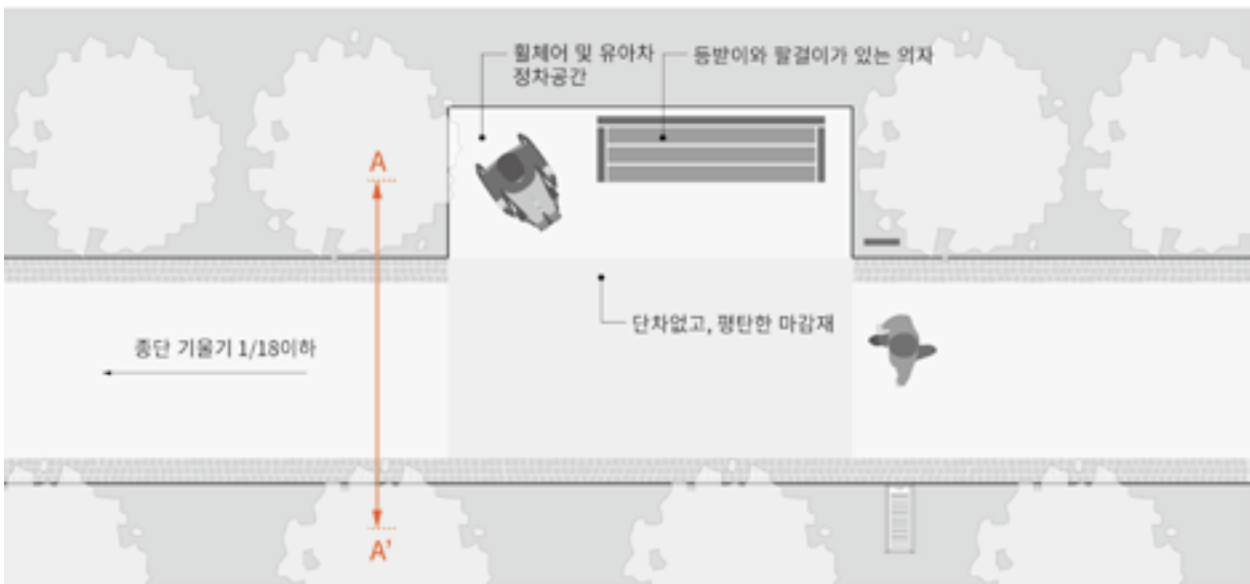 휠체어 및 유아차
정차공간
등받이와 팔걸이가 있는 의자
A
단차없고, 평탄한 마감재
종단 기울기 1/18이하
A’